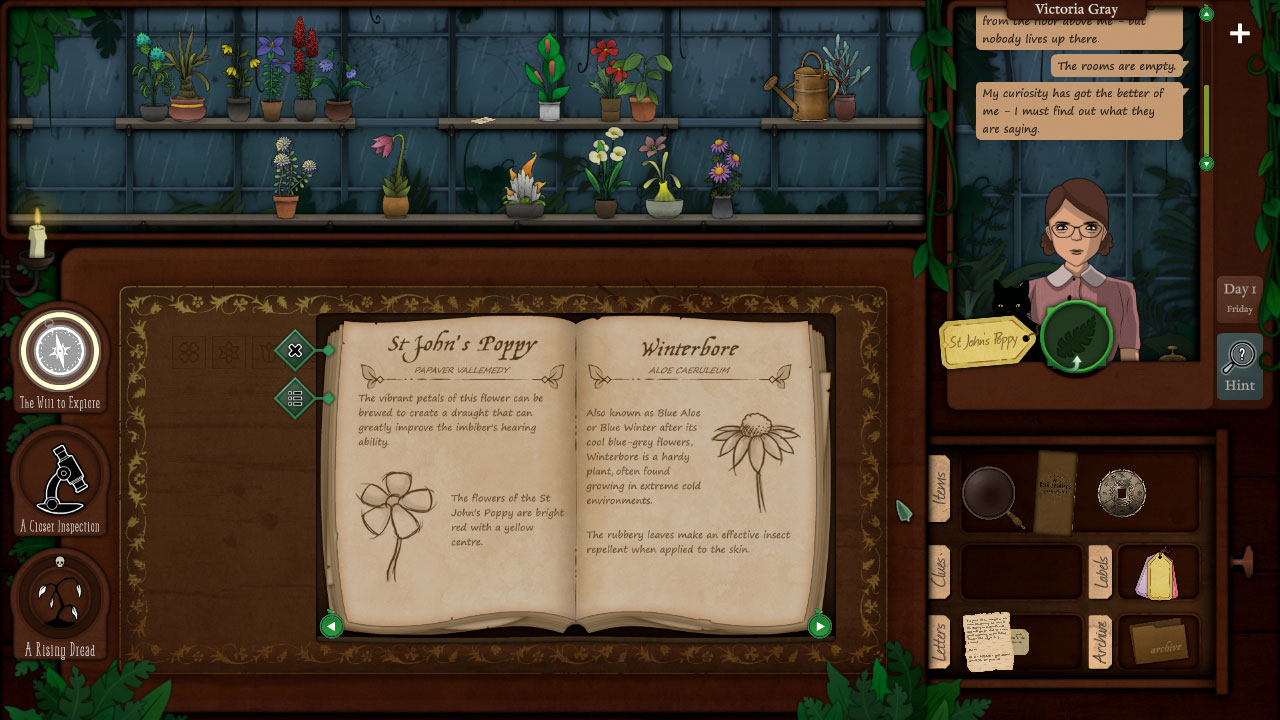 Victoria Gray
from the floor above me - but
nobody lives up there.
The rooms are empty.
My curiosity has got the better of
me - I must find out what they
are saying.
Day 1
Friday
Hint
St John's Poppy
The Will to Explore
A Closer Inspection
A Rising Dread
St John's Poppy
PAPAVER VALLEMEDY
The vibrant petals of this flower can be
brewed to create a draught that can
greatly improve the imbiber's hearing
ability.
The flowers of the St
John's Poppy are bright
red with a yellow
centre.
Winterbore
ALOE CAERULEUM
Also known as Blue Aloe
or Blue Winter after its
cool blue-grey flowers,
Winterbore is a hardy
plant, often found
growing in extreme cold
environments.
The rubbery leaves make an effective insect
repellent when applied to the skin.
Items
Clues
Labels
Letters
Archive
archive